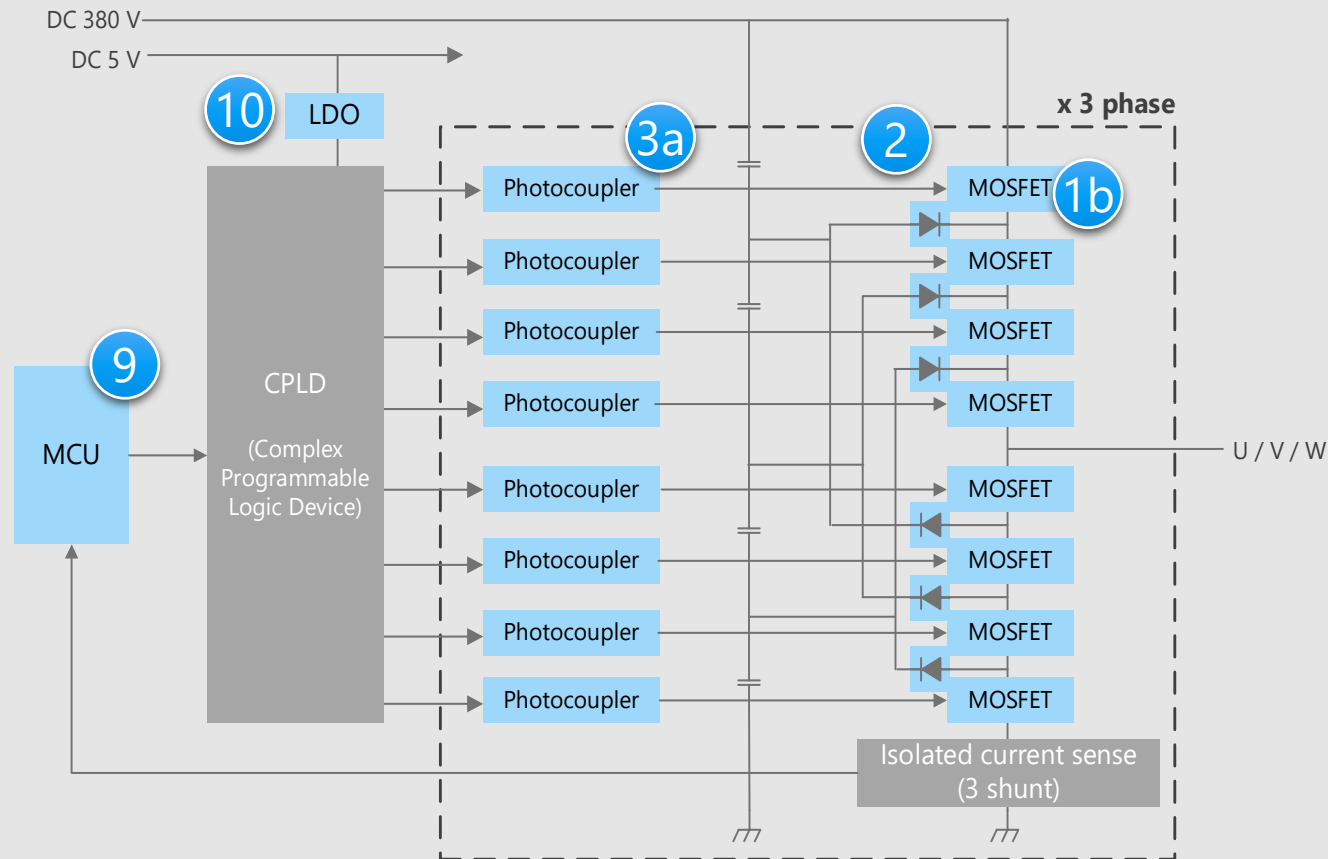 DC 380 V
DC 5 V
10
LDO
x 3 phase
3a
2
Photocoupler
MOSFET
1b
Photocoupler
MOSFET
Photocoupler
MOSFET
9
MCU
CPLD
(Complex
Programmable
Logic Device)
Photocoupler
MOSFET
U / V / W
Photocoupler
MOSFET
Photocoupler
MOSFET
Photocoupler
MOSFET
Photocoupler
MOSFET
Isolated current sense
(3 shunt)